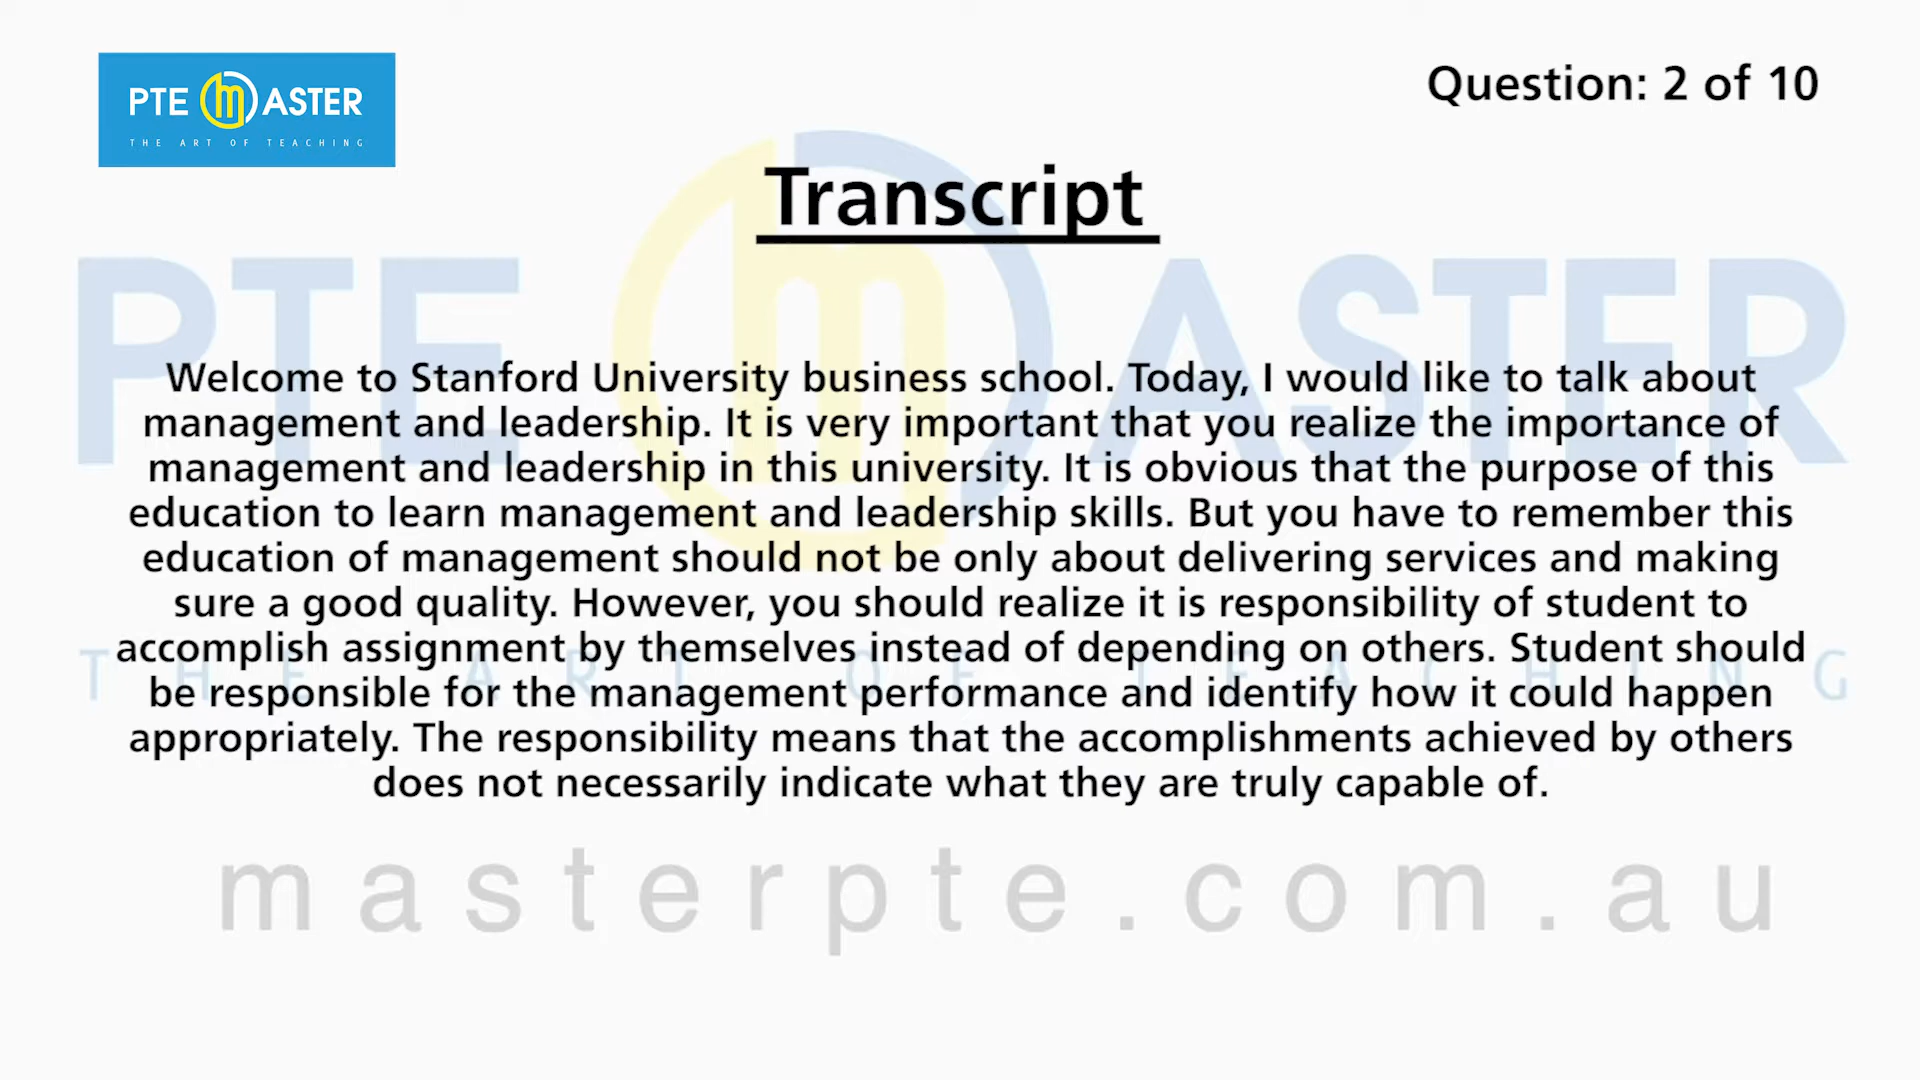 PTE MASTER
THE ART OF TEACHING
Question: 2 of 10
Transcript
Welcome to Stanford University business school. Today, I would like to talk about
management and leadership. It is very important that you realize the importance of
management and leadership in this university. It is obvious that the purpose of this
education to learn management and leadership skills. But you have to remember this
education of management should not be only about delivering services and making
sure a good quality. However, you should realize it is responsibility of student to
accomplish assignment by themselves instead of depending on others. Student should
be responsible for the management performance and identify how it could happen
appropriately. The responsibility means that the accomplishments achieved by others
does not necessarily indicate what they are truly capable of.
PTE MASTER
THE ART OF TEACHING
masterpte.com.au